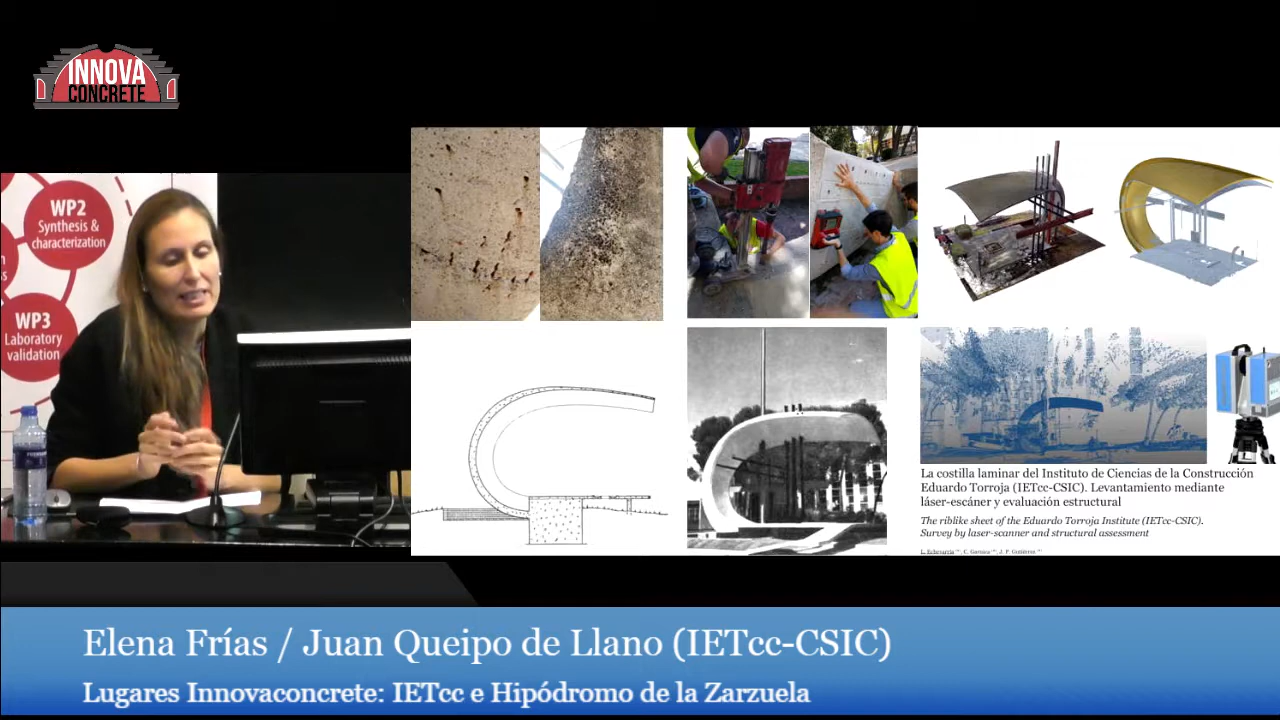 INNOVA
CONCRETE
WP2
Synthesis &
characterization
WP3
Laboratory
validation
La costilla laminar del Instituto de Ciencias de la Construcción
Eduardo Torroja (IETcc-CSIC). Levantamiento mediante
láser-escáner y evaluación estructural
The riblike sheet of the Eduardo Torroja Institute (IETcc-CSIC).
Survey by laser-scanner and structural assessment
Elena Frías / Juan Queipo de Llano (IETcc-CSIC)
Lugares Innovaconcrete: IETcc e Hipódromo de la Zarzuela